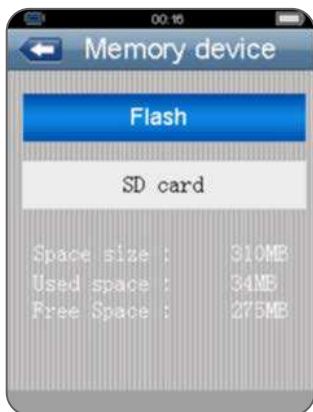 00:16
Memory device
Flash
SD card
Space size : 310MB
Used space : 34MB
Free Space : 275MB